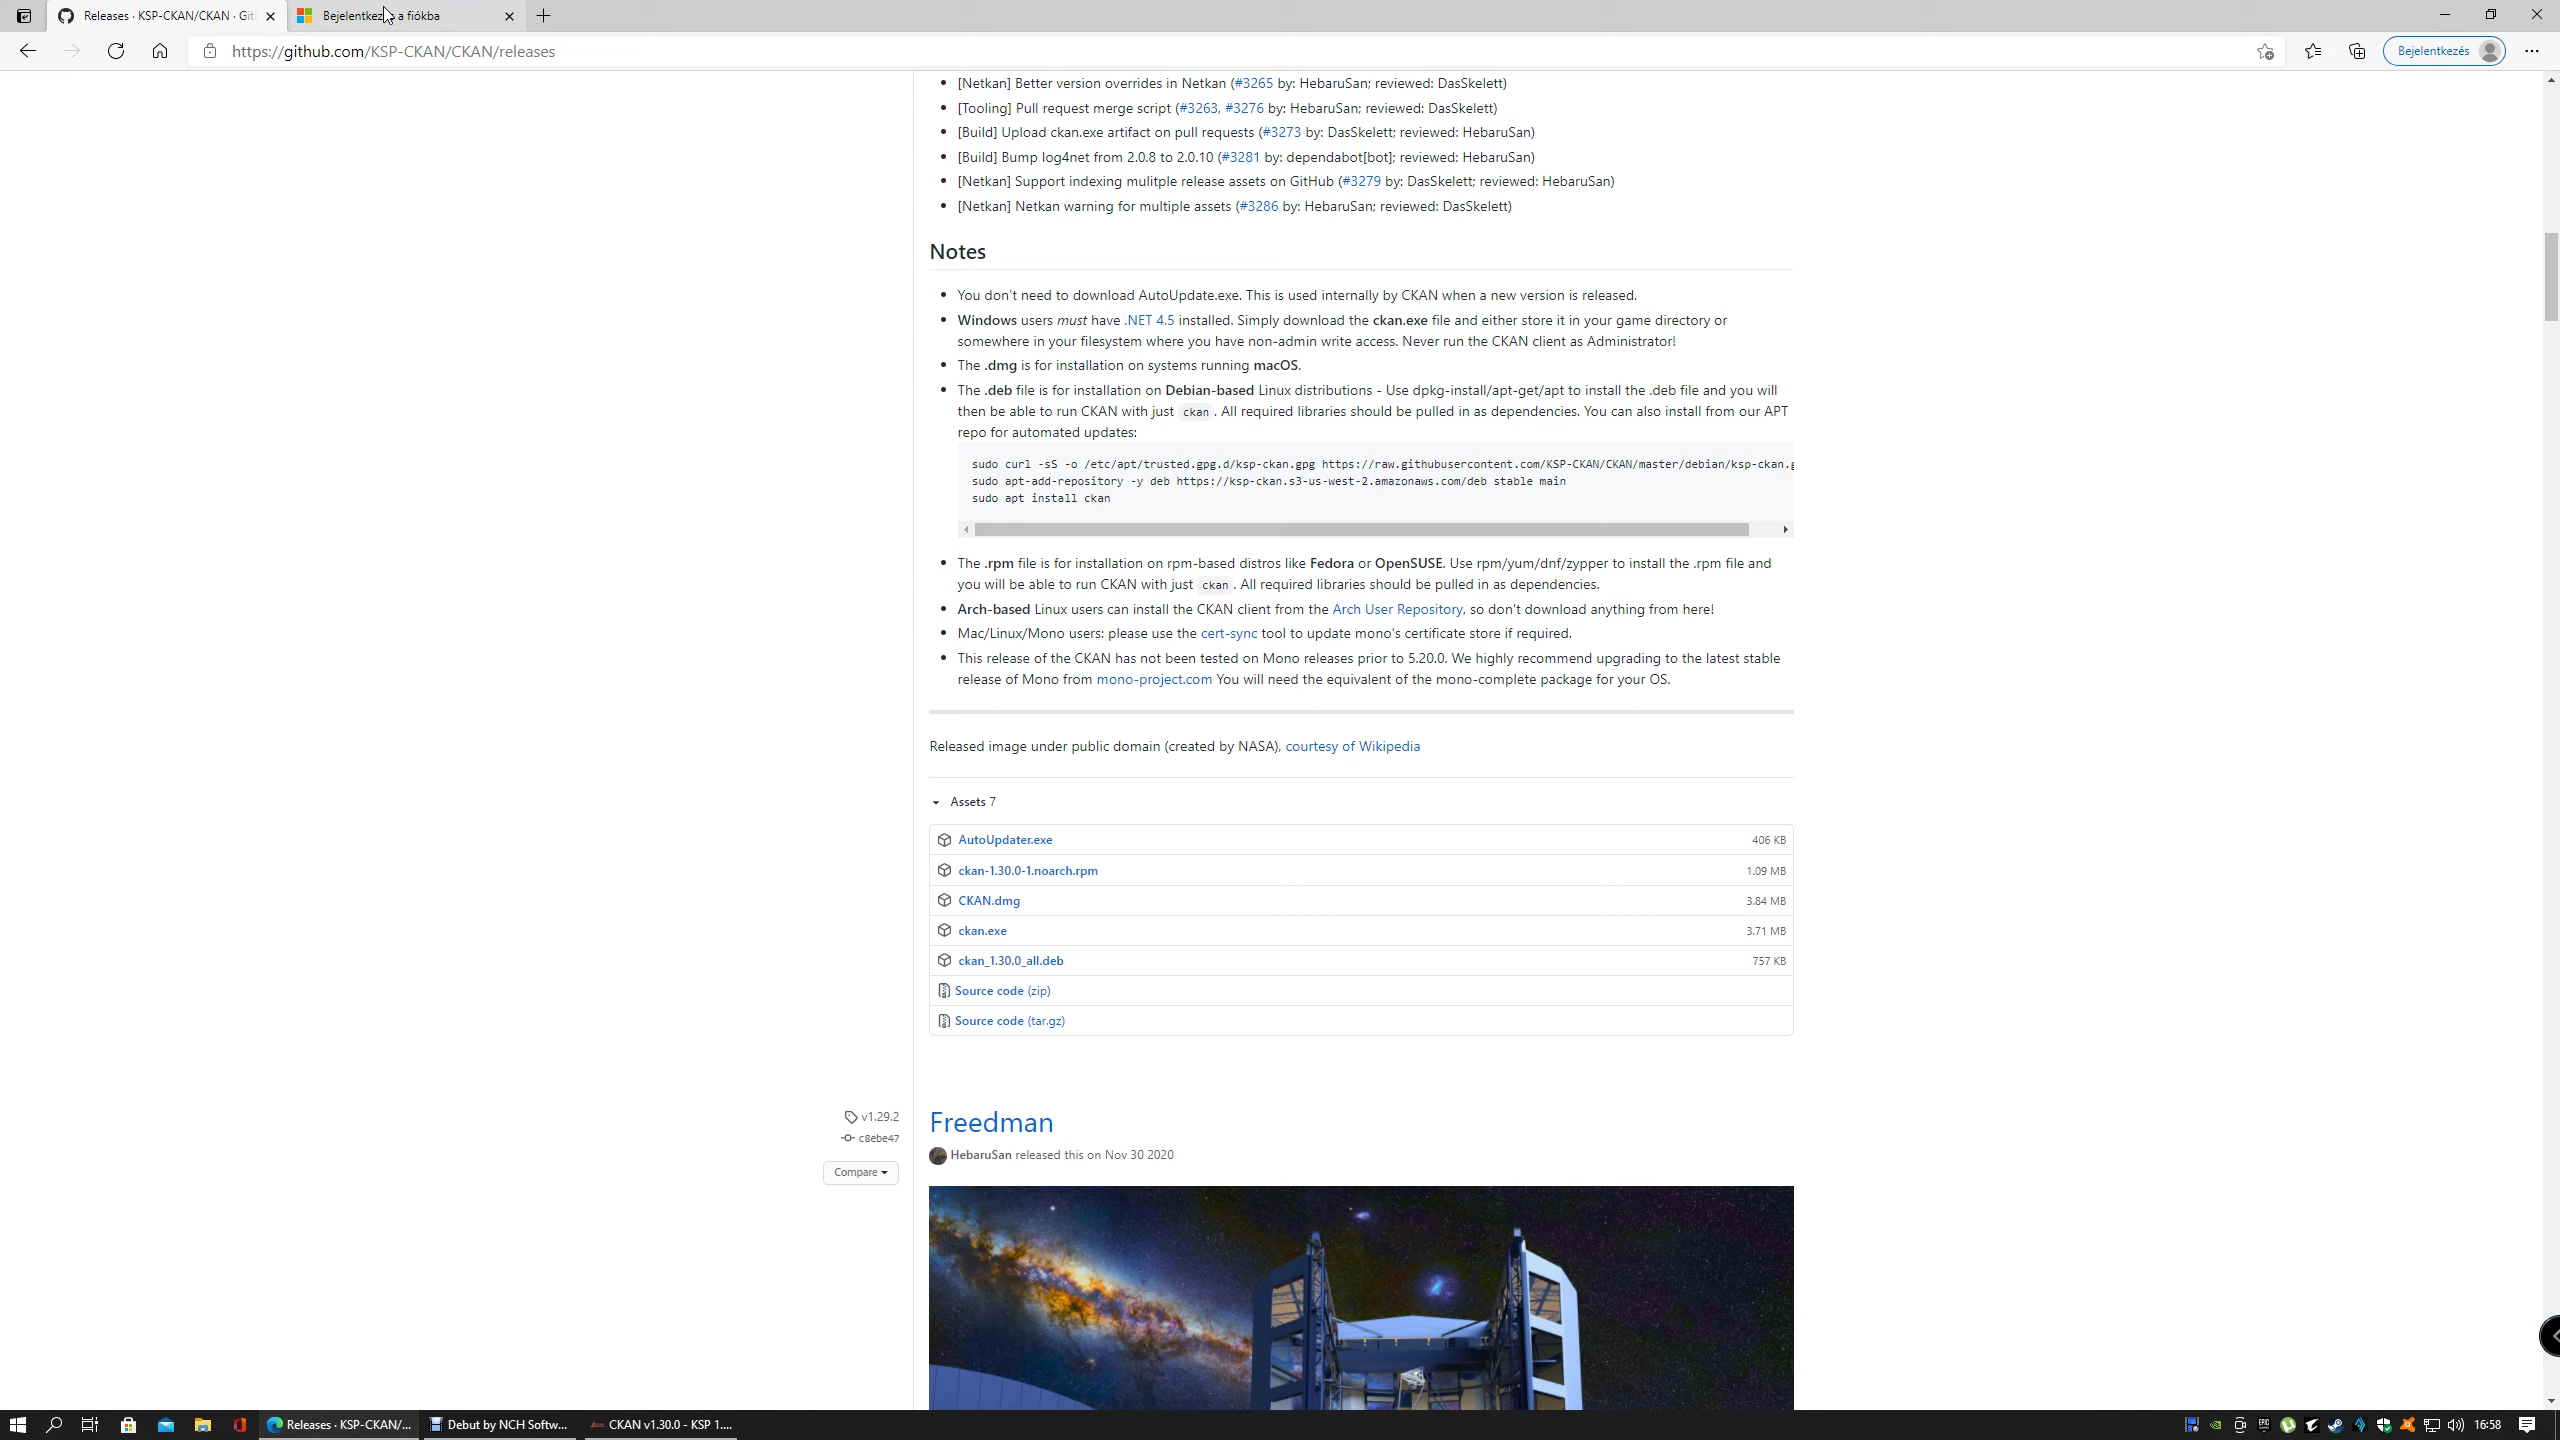 Releases · KSP-CKAN/CKAN · Git
Bejelentkez a fiókba
https://github.com/KSP-CKAN/CKAN/releases
Bejelentkezés
[Netkan] Better version overrides in Netkan (#3265 by: HebaruSan; reviewed: DasSkelett)
[Tooling] Pull request merge script (#3263, #3276 by: HebaruSan; reviewed: DasSkelett)
[Build] Upload ckan.exe artifact on pull requests (#3273 by: DasSkelett; reviewed: HebaruSan)
[Build] Bump log4net from 2.0.8 to 2.0.10 (#3281 by: dependabot[bot]; reviewed: HebaruSan)
[Netkan] Support indexing mulitple release assets on GitHub (#3279 by: DasSkelett; reviewed: HebaruSan)
[Netkan] Netkan warning for multiple assets (#3286 by: HebaruSan; reviewed: DasSkelett)
Notes
You don't need to download AutoUpdate.exe. This is used internally by CKAN when a new version is released.
Windows users must have .NET 4.5 installed. Simply download the ckan.exe file and either store it in your game directory or
somewhere in your filesystem where you have non-admin write access. Never run the CKAN client as Administrator!
The .dmg is for installation on systems running macOS.
The .deb file is for installation on Debian-based Linux distributions - Use dpkg-install/apt-get/apt to install the .deb file and you will
then be able to run CKAN with just ckan . All required libraries should be pulled in as dependencies. You can also install from our APT
repo for automated updates:
sudo curl -sS -o /etc/apt/trusted.gpg.d/ksp-ckan.gpg https://raw.githubusercontent.com/KSP-CKAN/CKAN/master/debian/ksp-ckan.g
sudo apt-add-repository -y deb https://ksp-ckan.s3-us-west-2.amazonaws.com/deb stable main
sudo apt install ckan
The .rpm file is for installation on rpm-based distros like Fedora or OpenSUSE. Use rpm/yum/dnf/zypper to install the .rpm file and
you will be able to run CKAN with just ckan . All required libraries should be pulled in as dependencies.
Arch-based Linux users can install the CKAN client from the Arch User Repository, so don't download anything from here!
Mac/Linux/Mono users: please use the cert-sync tool to update mono's certificate store if required.
This release of the CKAN has not been tested on Mono releases prior to 5.20.0. We highly recommend upgrading to the latest stable
release of Mono from mono-project.com You will need the equivalent of the mono-complete package for your OS.
Released image under public domain (created by NASA), courtesy of Wikipedia
Assets 7
AutoUpdater.exe 406 KB
ckan-1.30.0-1.noarch.rpm 1.09 MB
CKAN.dmg 3.84 MB
ckan.exe 3.71 MB
ckan_1.30.0_all.deb 757 KB
Source code (zip)
Source code (tar.gz)
v1.29.2
c8ebe47
Compare
Freedman
HebaruSan released this on Nov 30 2020
Releases · KSP-CKAN/...
Debut by NCH Softw...
CKAN v1.30.0 - KSP 1....
16:58